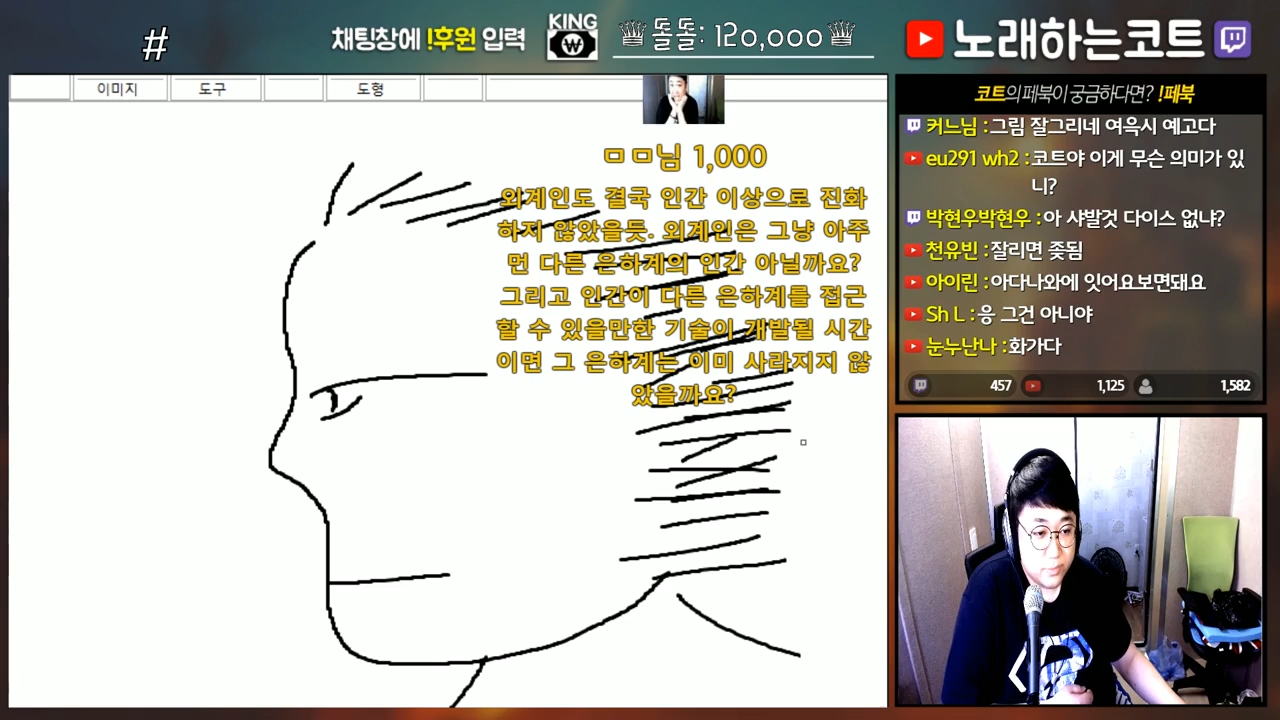 #
채팅창에 !후원 입력
KING
₩
♕돌돌: 120,000♕
노래하는코트
이미지
도구
도형
ㅁㅁ님 1,000
외계인도 결국 인간 이상으로 진화
하지 않았을듯. 외계인은 그냥 아주
먼 다른 은하계의 인간 아닐까요?
그리고 인간이 다른 은하계를 접근
할 수 있을만한 기술이 개발될 시간
이면 그 은하계는 이미 사라지지 않
았을까요?
코트의 페북이 궁금하다면? !페북
커느님 :그림 잘그리네 여윽시 예고다
eu291 wh2 :코트야 이게 무슨 의미가 있
니?
박현우박현우 :아 샤발것 다이스 없냐?
천유빈 :잘리면 좆됨
아이린 :아다나와에 잇어요보면돼요
Sh L :응 그건 아니야
눈누난나 :화가다
457
1,125
1,582